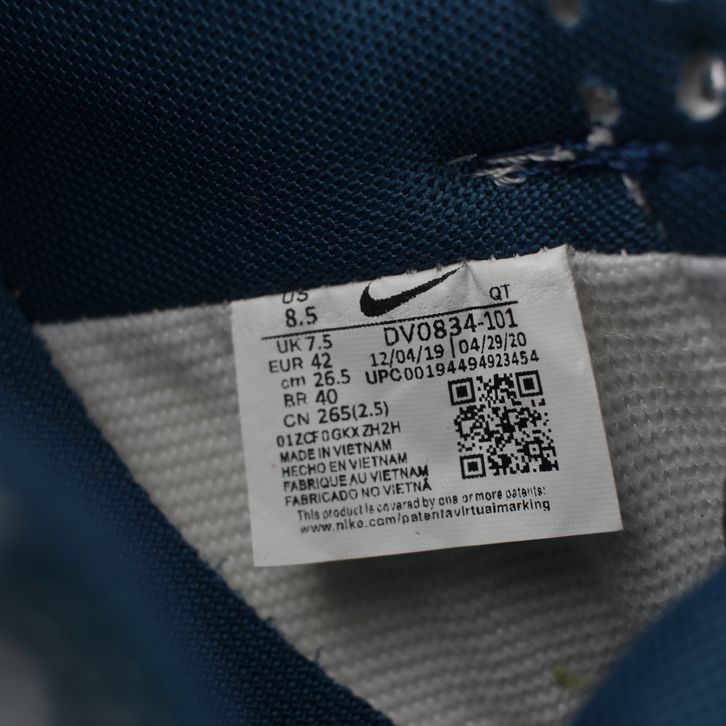 US
8.5
QT
DV0834-101
UK 7.5
12/04/19 | 04/29/20
EUR 42
UPC00194494923454
cm 26.5
BR 40
CN 265(2.5)
01ZCF0GKXZH2H
MADE IN VIETNAM
HECHO EN VIETNAM
FABRIQUE AU VIETNAM
FABRICADO NO VIETNÃ
This product is covered by one or more patents:
www.nike.com/patentavirtualmarking